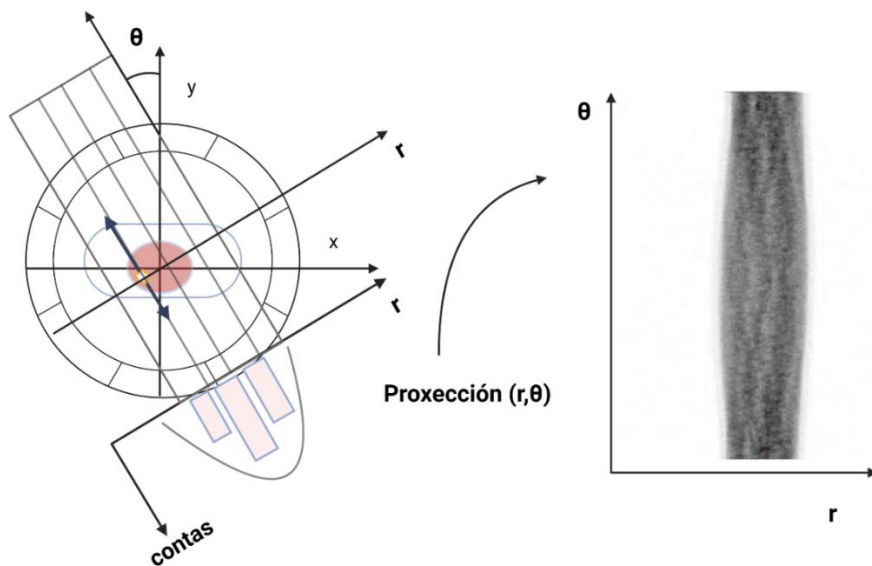 θ
y
r
x
r
contas
Proxección (r,θ)
θ
r